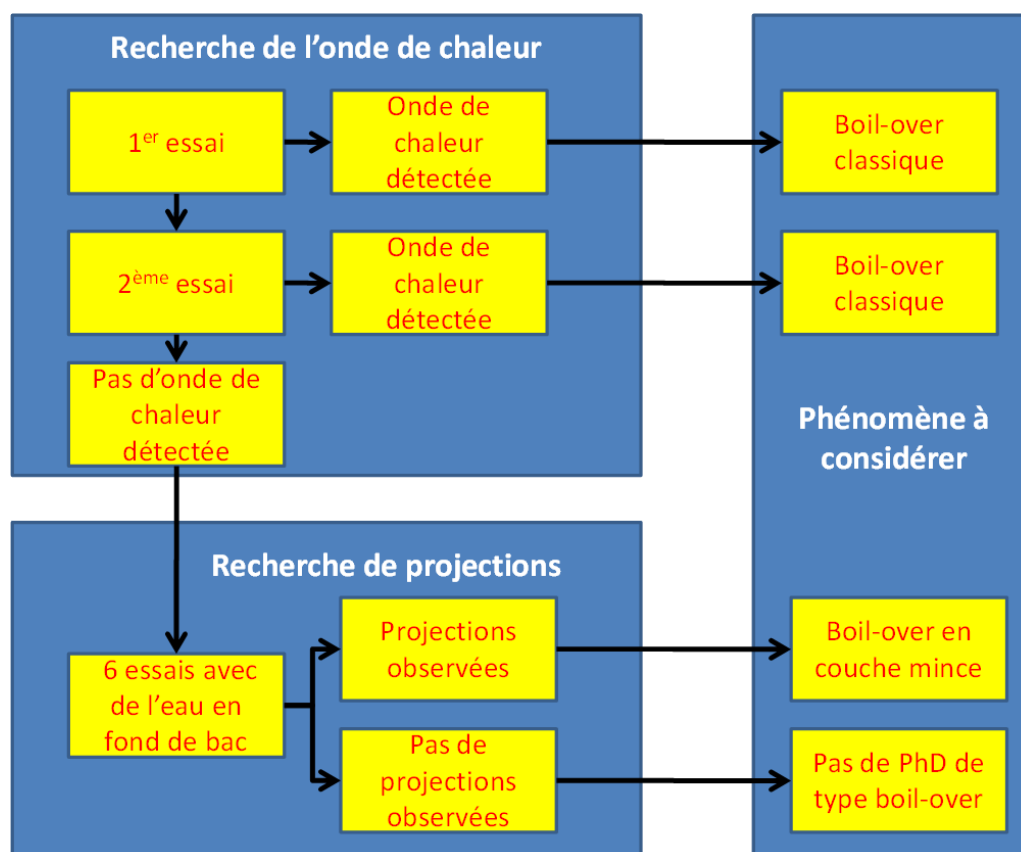 Recherche de l'onde de chaleur
1er essai
Onde de
chaleur
détectée
Boil-over
classique
2ème essai
Onde de
chaleur
détectée
Boil-over
classique
Pas d'onde de
chaleur
détectée
Phénomène à
considérer
Recherche de projections
6 essais avec
de l'eau en
fond de bac
Projections
observées
Boil-over en
couche mince
Pas de
projections
observées
Pas de PhD de
type boil-over